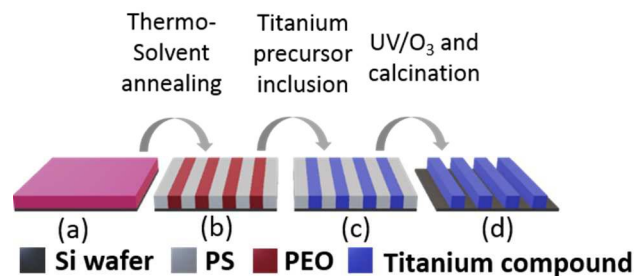 Thermo-
Solvent
annealing
Titanium
precursor
inclusion
UV/O₃ and
calcination
(a) (b) (c) (d)
Si wafer PS PEO Titanium compound